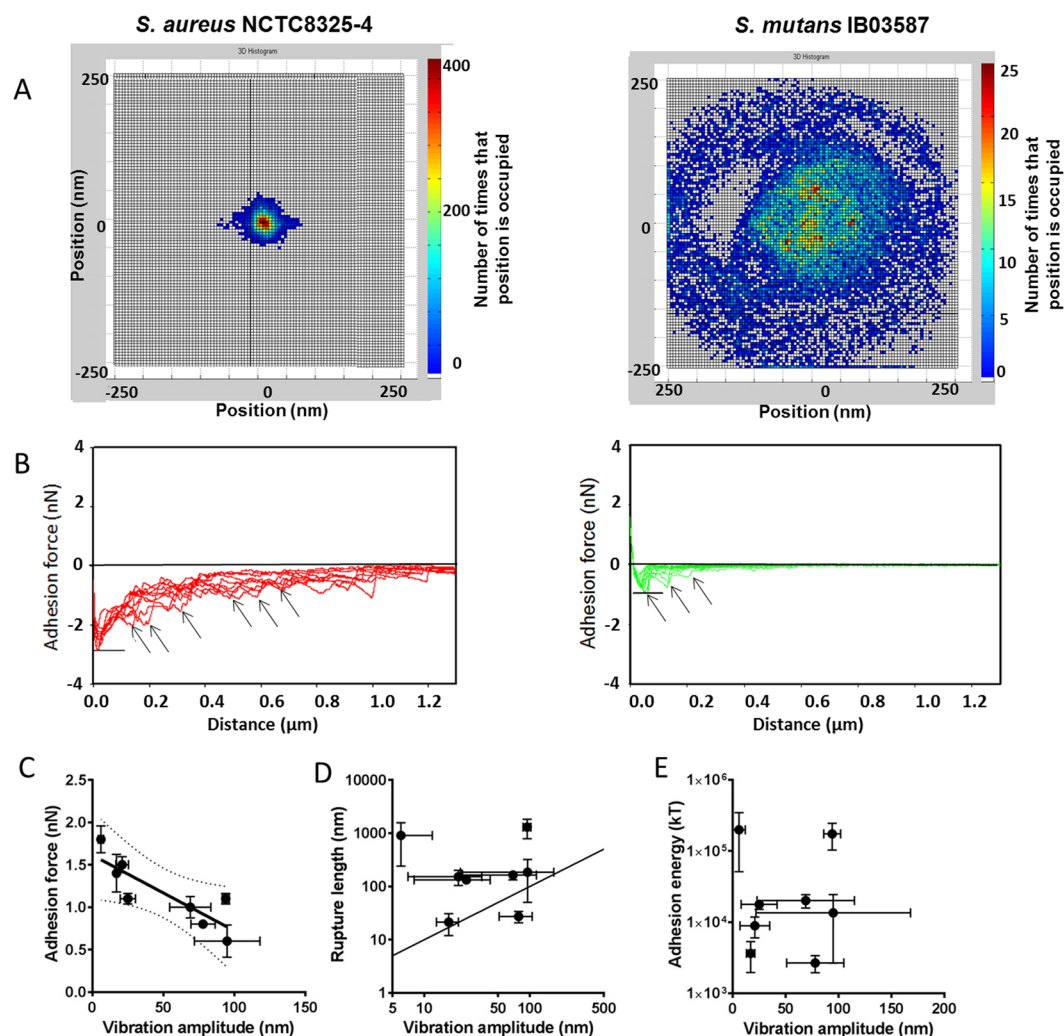 S. aureus NCTC8325-4
S. mutans IB03587
A
3D Histogram
250
0
-250
Position (nm)
-250 0 250
Position (nm)
400
200
0
Number of times that
position is occupied
3D Histogram
250
0
-250
250 0 250
Position (nm)
25
20
15
10
5
0
Number of times that
position is occupied
B
Adhesion force (nN)
4
2
0
-2
-4
0.0 0.2 0.4 0.6 0.8 1.0 1.2
Distance (µm)
Adhesion force (nN)
4
2
0
-2
-4
0.0 0.2 0.4 0.6 0.8 1.0 1.2
Distance (µm)
C
Adhesion force (nN)
2.5
2.0
1.5
1.0
0.5
0.0
0 50 100 150
Vibration amplitude (nm)
D
Rupture length (nm)
10000
1000
100
10
1
5 10 50 100 500
Vibration amplitude (nm)
E
Adhesion energy (kT)
1×10⁶
1×10⁵
1×10⁴
1×10³
0 50 100 150 200
Vibration amplitude (nm)